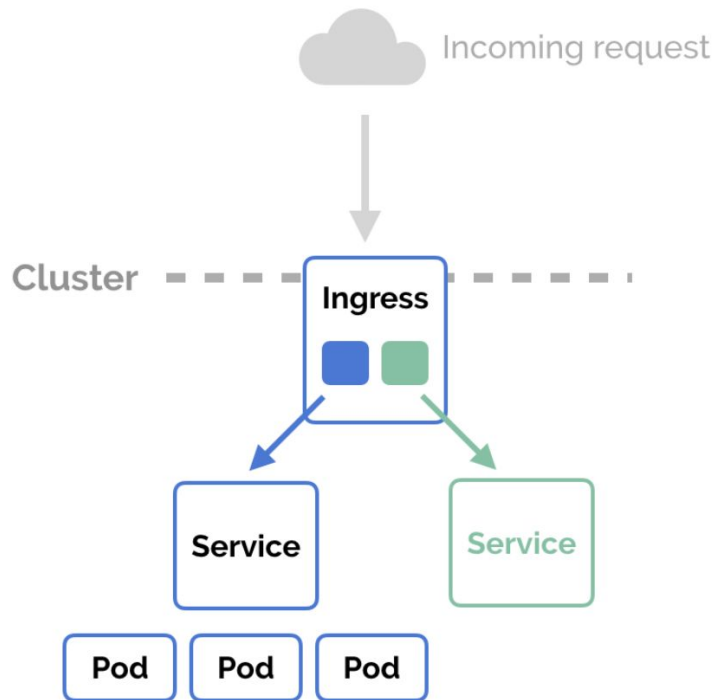 Incoming request
Cluster
Ingress
Service
Service
Pod
Pod
Pod